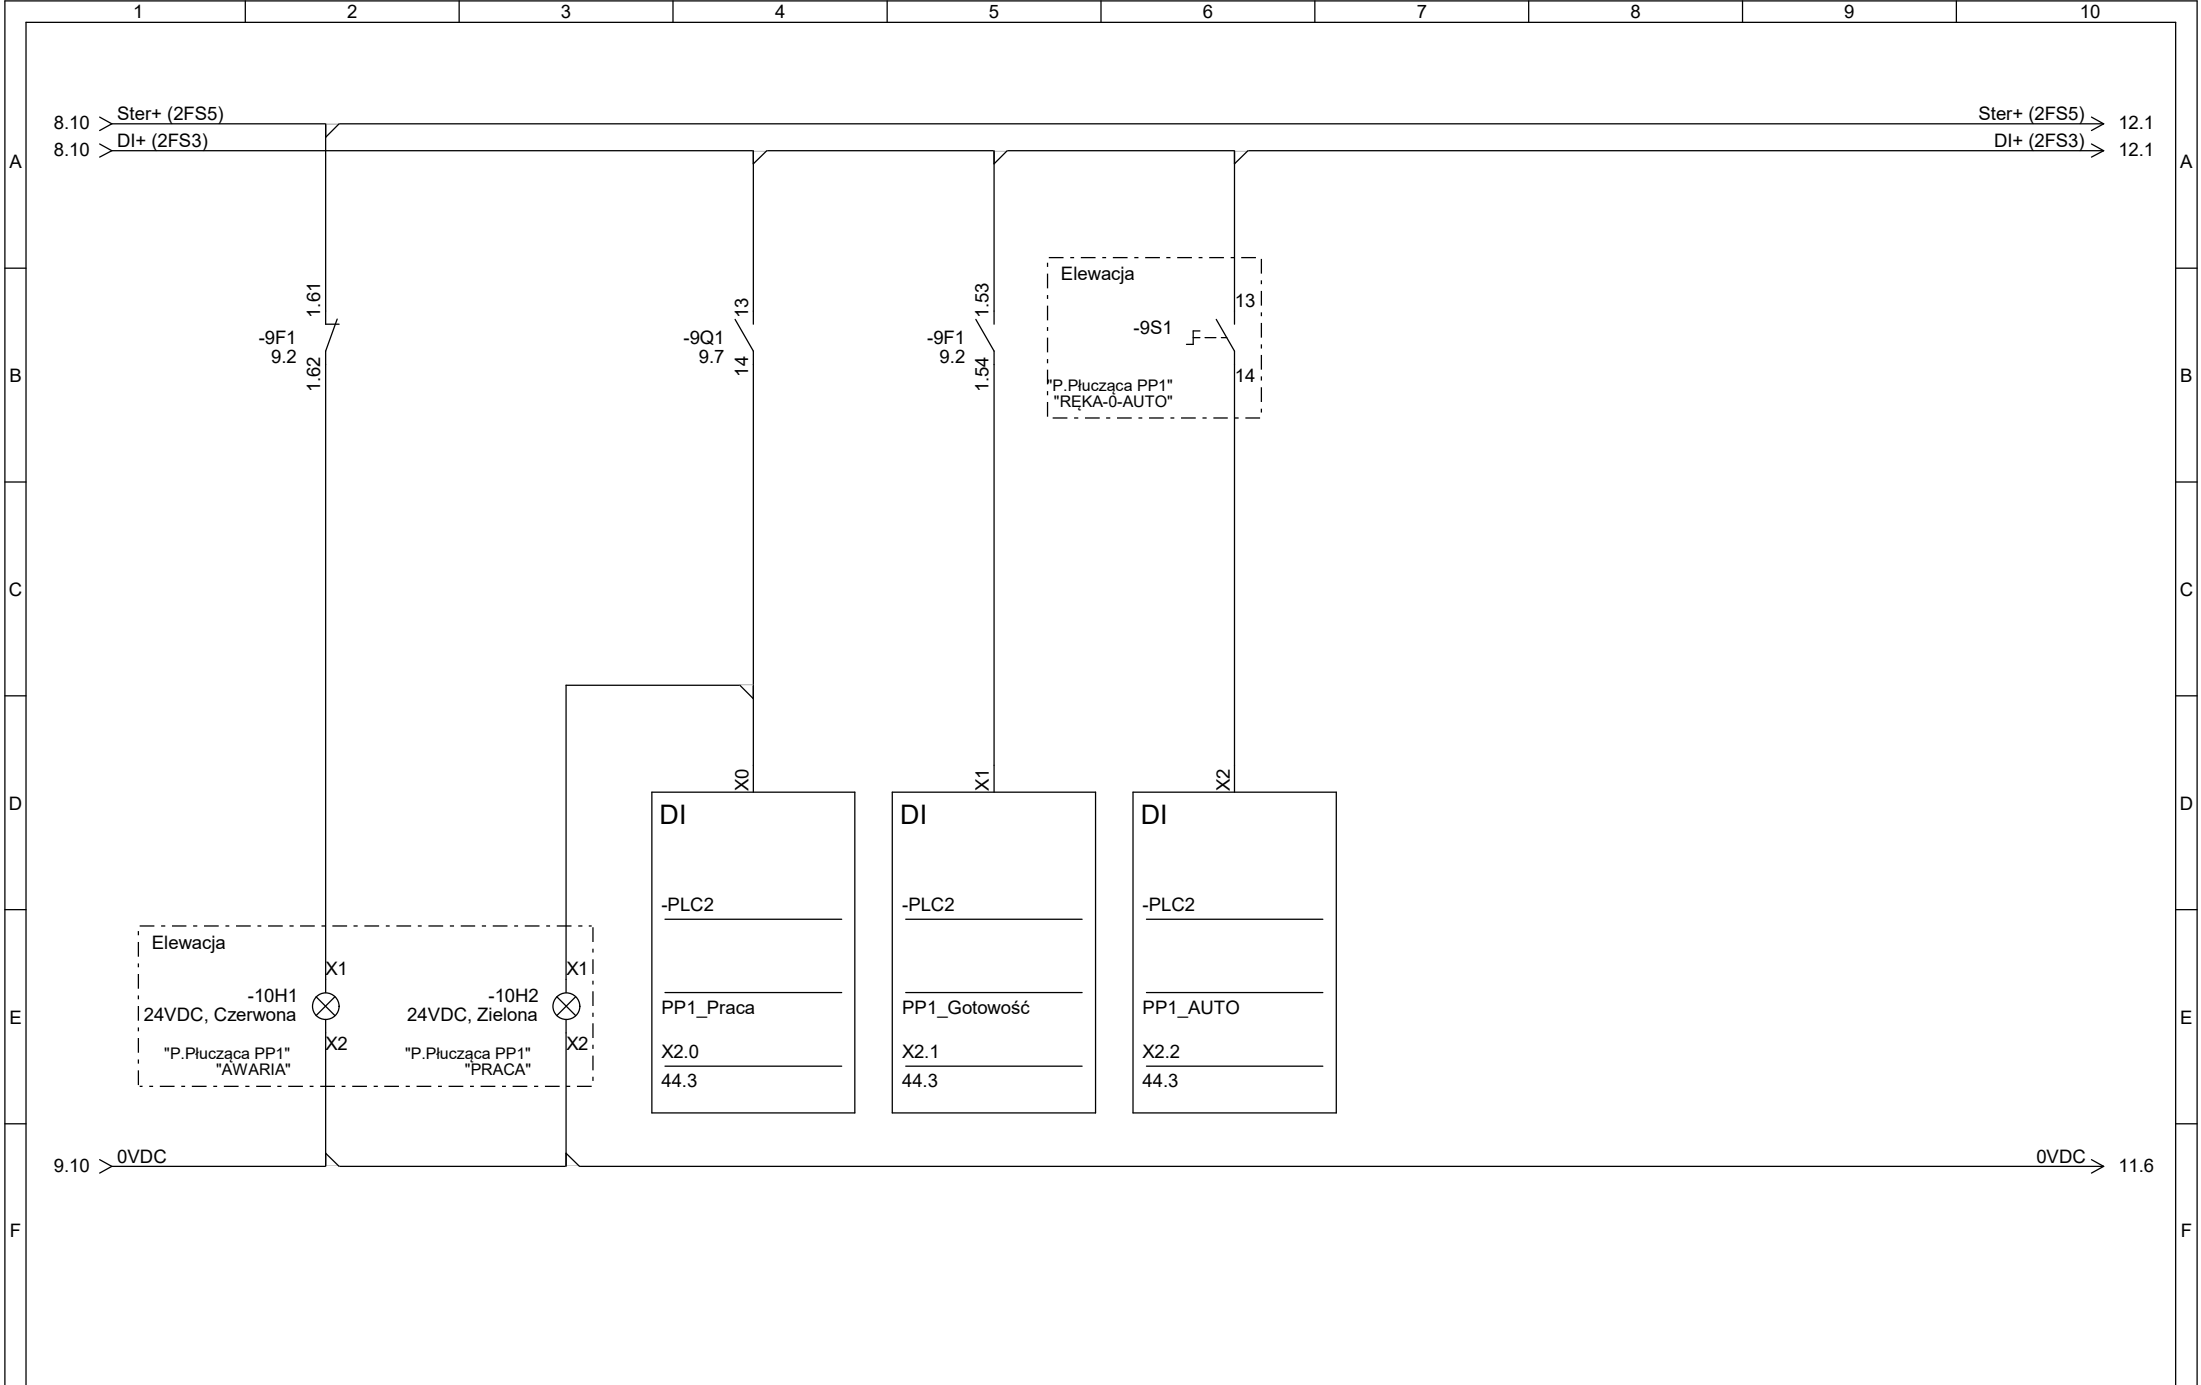 1 2 3 4 5 6 7 8 9 10
8.10 Ster+ (2FS5) Ster+ (2FS5) 12.1
8.10 DI+ (2FS3) DI+ (2FS3) 12.1
A A
Elewacja
1.61 13 1.53 13
-9F1 -9Q1 -9F1 -9S1
9.2 9.7 9.2
1.62 14 1.54 14
B B
"P.Płucząca PP1"
"RĘKA-0-AUTO"
C C
X0 X1 X2
D D
DI DI DI
-PLC2 -PLC2 -PLC2
Elewacja
X1 X1
-10H1 -10H2
24VDC, Czerwona 24VDC, Zielona
PP1_Praca PP1_Gotowość PP1_AUTO
E E
X2 X2
"P.Płucząca PP1" "P.Płucząca PP1"
"AWARIA" "PRACA"
X2.0 X2.1 X2.2
44.3 44.3 44.3
9.10 0VDC 0VDC 11.6
F F